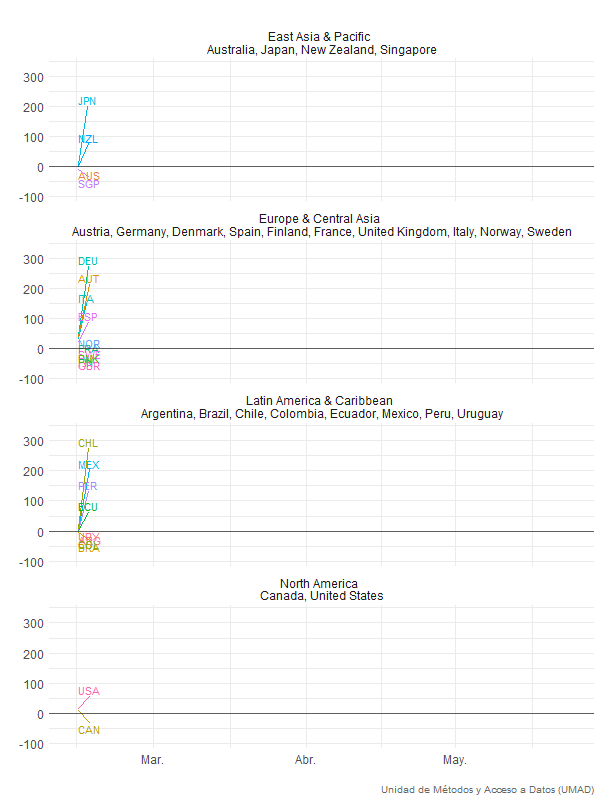 East Asia & Pacific
Australia, Japan, New Zealand, Singapore
300
JPN
200
NZL
100
0
AUS
SGP
-100
Europe & Central Asia
Austria, Germany, Denmark, Spain, Finland, France, United Kingdom, Italy, Norway, Sweden
DEU
300
AUT
200
ITA
ESP
100
NOR
FRA
0
SWE
GBR
-100
Latin America & Caribbean
Argentina, Brazil, Chile, Colombia, Ecuador, Mexico, Peru, Uruguay
CHL
300
MEX
200
PER
ECU
100
0
ARG
COL
BRA
-100
North America
Canada, United States
300
200
USA
100
0
CAN
-100
Mar. Abr. May.
Unidad de Métodos y Acceso a Datos (UMAD)